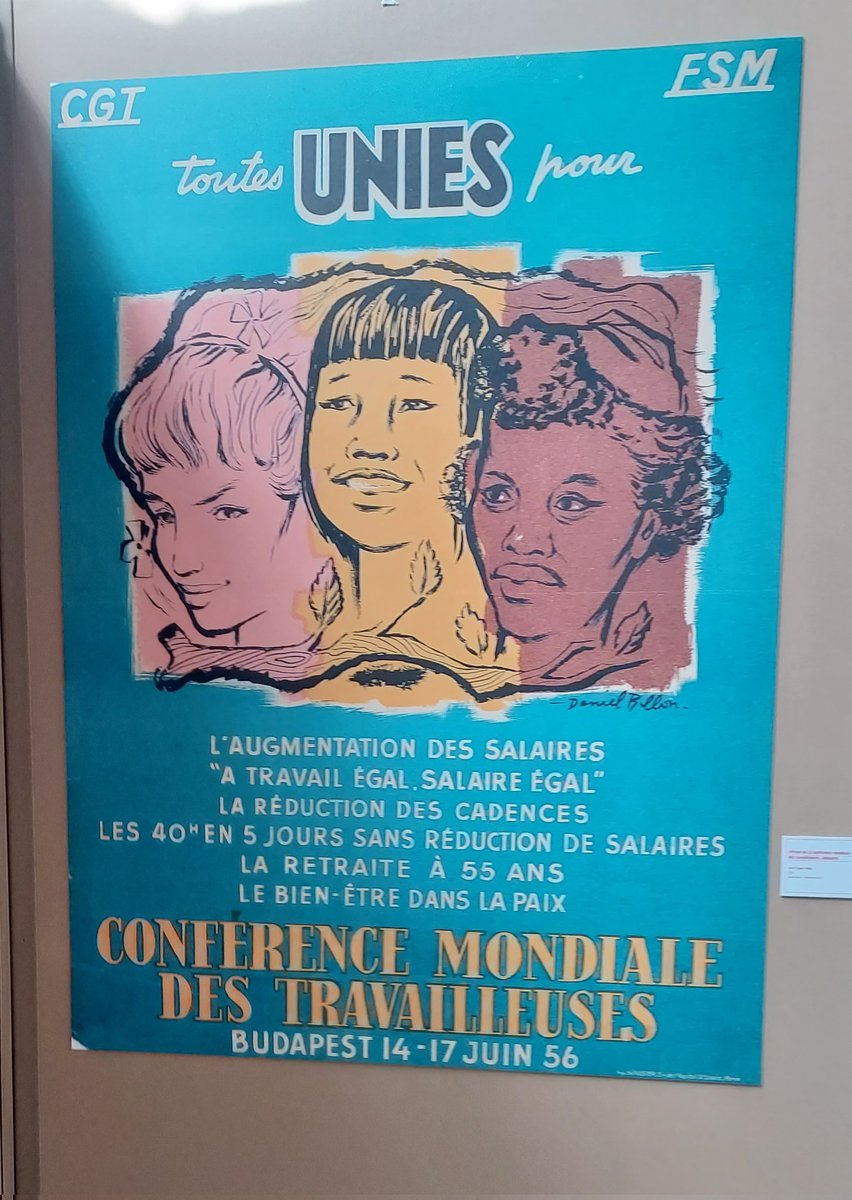 CGT
FSM
toutes UNIES pour
Daniel Billon.
L'AUGMENTATION DES SALAIRES
"A TRAVAIL ÉGAL. SALAIRE ÉGAL"
LA RÉDUCTION DES CADENCES
LES 40H EN 5 JOURS SANS RÉDUCTION DE SALAIRES
LA RETRAITE À 55 ANS
LE BIEN-ÊTRE DANS LA PAIX
CONFÉRENCE MONDIALE
DES TRAVAILLEUSES
BUDAPEST 14-17 JUIN 56